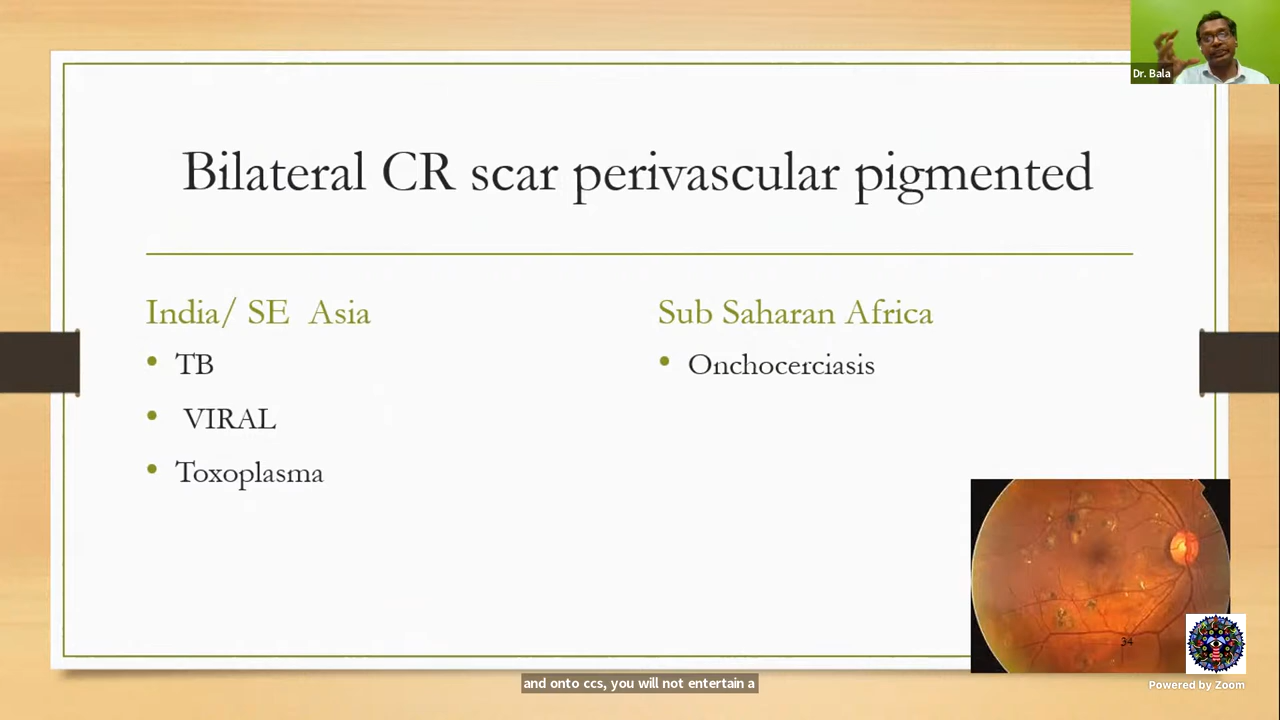 Dr. Bala
Bilateral CR scar perivascular pigmented
India/ SE Asia
TB
VIRAL
Toxoplasma
Sub Saharan Africa
Onchocerciasis
34
and onto ccs, you will not entertain a
Powered by Zoom